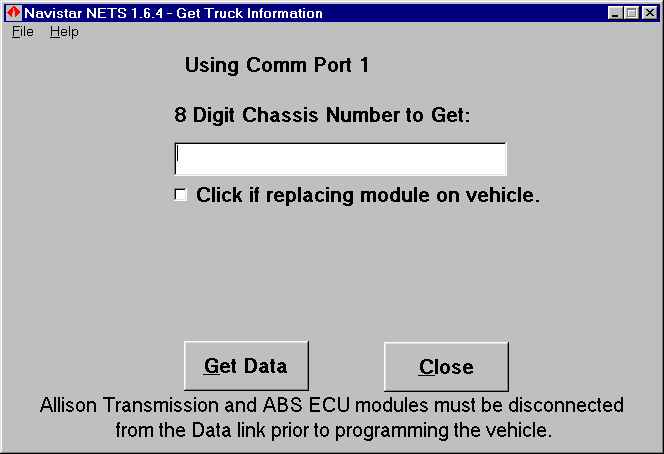 Navistar NETS 1.6.4 - Get Truck Information
File Help
Using Comm Port 1
8 Digit Chassis Number to Get:
Click if replacing module on vehicle.
Get Data Close
Allison Transmission and ABS ECU modules must be disconnected
from the Data link prior to programming the vehicle.